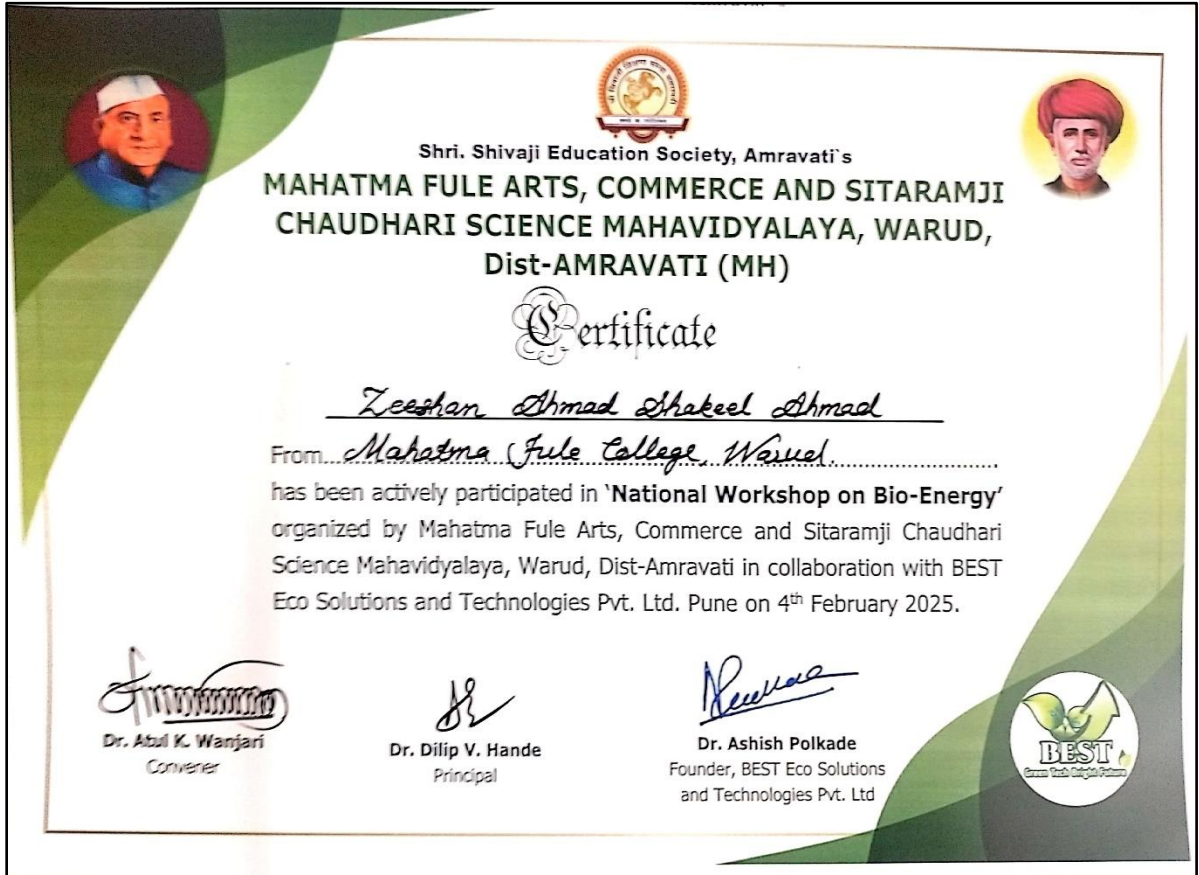 Shri. Shivaji Education Society, Amravati`s
MAHATMA FULE ARTS, COMMERCE AND SITARAMJI
CHAUDHARI SCIENCE MAHAVIDYALAYA, WARUD,
Dist-AMRAVATI (MH)
Certificate
Zeeshan Ahmad Shakeel Ahmad
From Mahatma Fule College, Warud.
has been actively participated in ‘National Workshop on Bio-Energy’
organized by Mahatma Fule Arts, Commerce and Sitaramji Chaudhari
Science Mahavidyalaya, Warud, Dist-Amravati in collaboration with BEST
Eco Solutions and Technologies Pvt. Ltd. Pune on 4th February 2025.
Dr. Atul K. Wanjari
Convener
Dr. Dilip V. Hande
Principal
Dr. Ashish Polkade
Founder, BEST Eco Solutions
and Technologies Pvt. Ltd
BEST
Green Tech Bright Future